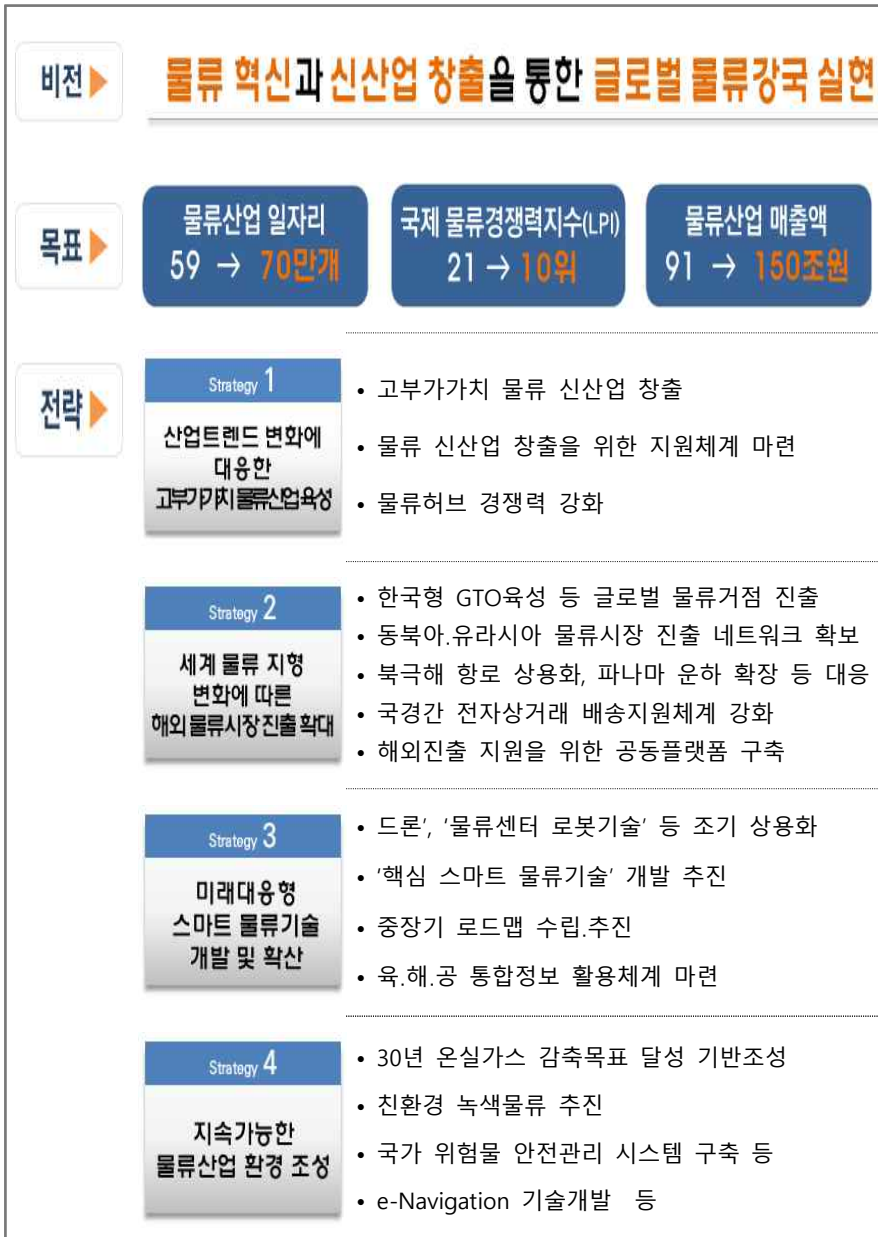 비전
물류 혁신과 신산업 창출을 통한 글로벌 물류강국 실현
목표
물류산업 일자리
59 → 70만개
국제 물류경쟁력지수(LPI)
21 → 10위
물류산업 매출액
91 → 150조원
전략
Strategy 1
산업트렌드 변화에
대응한
고부가가치 물류산업 육성
• 고부가가치 물류 신산업 창출
• 물류 신산업 창출을 위한 지원체계 마련
• 물류허브 경쟁력 강화
Strategy 2
세계 물류 지형
변화에 따른
해외 물류시장 진출 확대
• 한국형 GTO육성 등 글로벌 물류거점 진출
• 동북아.유라시아 물류시장 진출 네트워크 확보
• 북극해 항로 상용화, 파나마 운하 확장 등 대응
• 국경간 전자상거래 배송지원체계 강화
• 해외진출 지원을 위한 공동플랫폼 구축
Strategy 3
미래대응형
스마트 물류기술
개발 및 확산
• 드론’, ‘물류센터 로봇기술’ 등 조기 상용화
• ‘핵심 스마트 물류기술’ 개발 추진
• 중장기 로드맵 수립.추진
• 육.해.공 통합정보 활용체계 마련
Strategy 4
지속가능한
물류산업 환경 조성
• 30년 온실가스 감축목표 달성 기반조성
• 친환경 녹색물류 추진
• 국가 위험물 안전관리 시스템 구축 등
• e-Navigation 기술개발 등